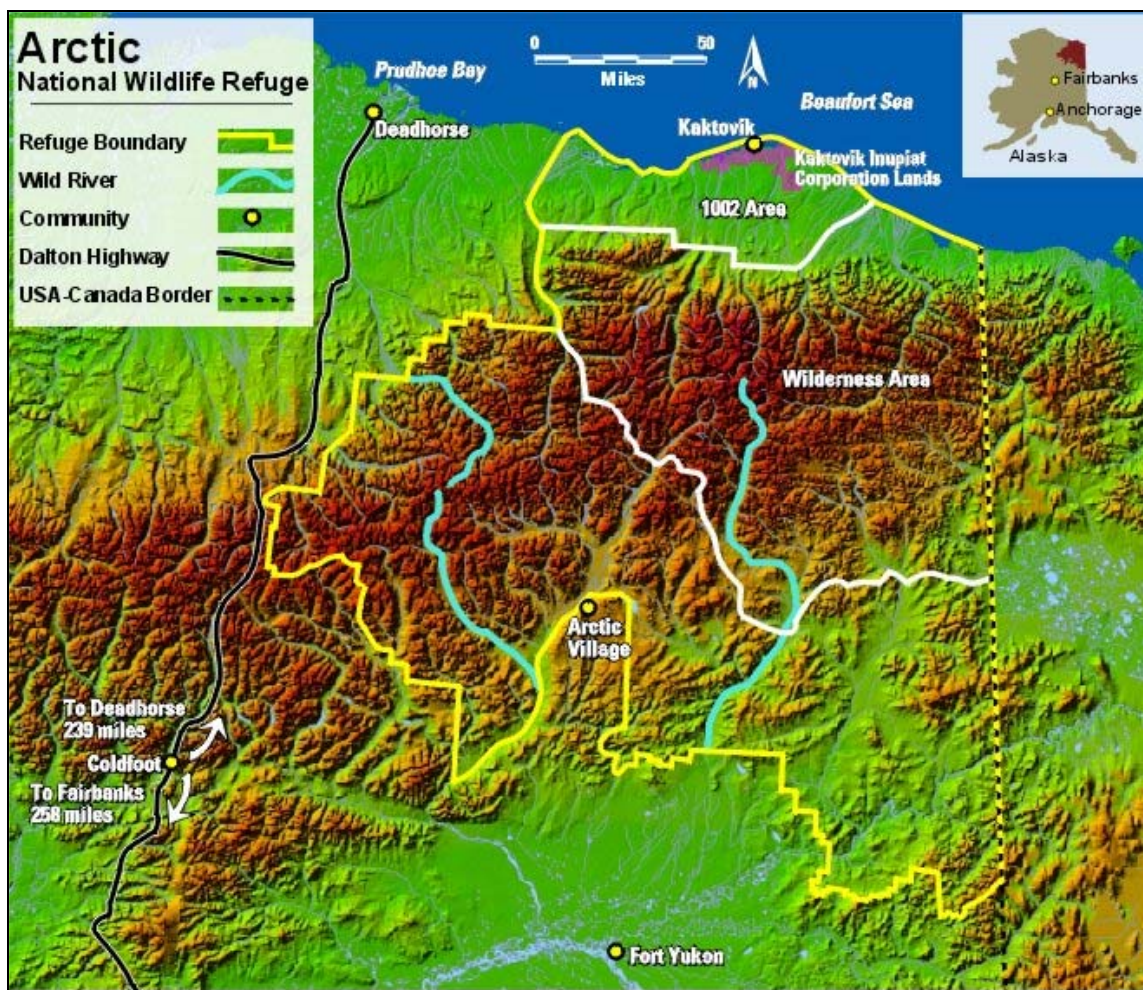 Arctic
National Wildlife Refuge
Refuge Boundary
Wild River
Community
Dalton Highway
USA-Canada Border
0
50
Miles
N
Prudhoe Bay
Beaufort Sea
Deadhorse
Kaktovik
Kaktovik Inupiat
Corporation Lands
1002 Area
Fairbanks
Anchorage
Alaska
Wilderness Area
Arctic
Village
To Deadhorse
239 miles
Coldfoot
To Fairbanks
258 miles
Fort Yukon